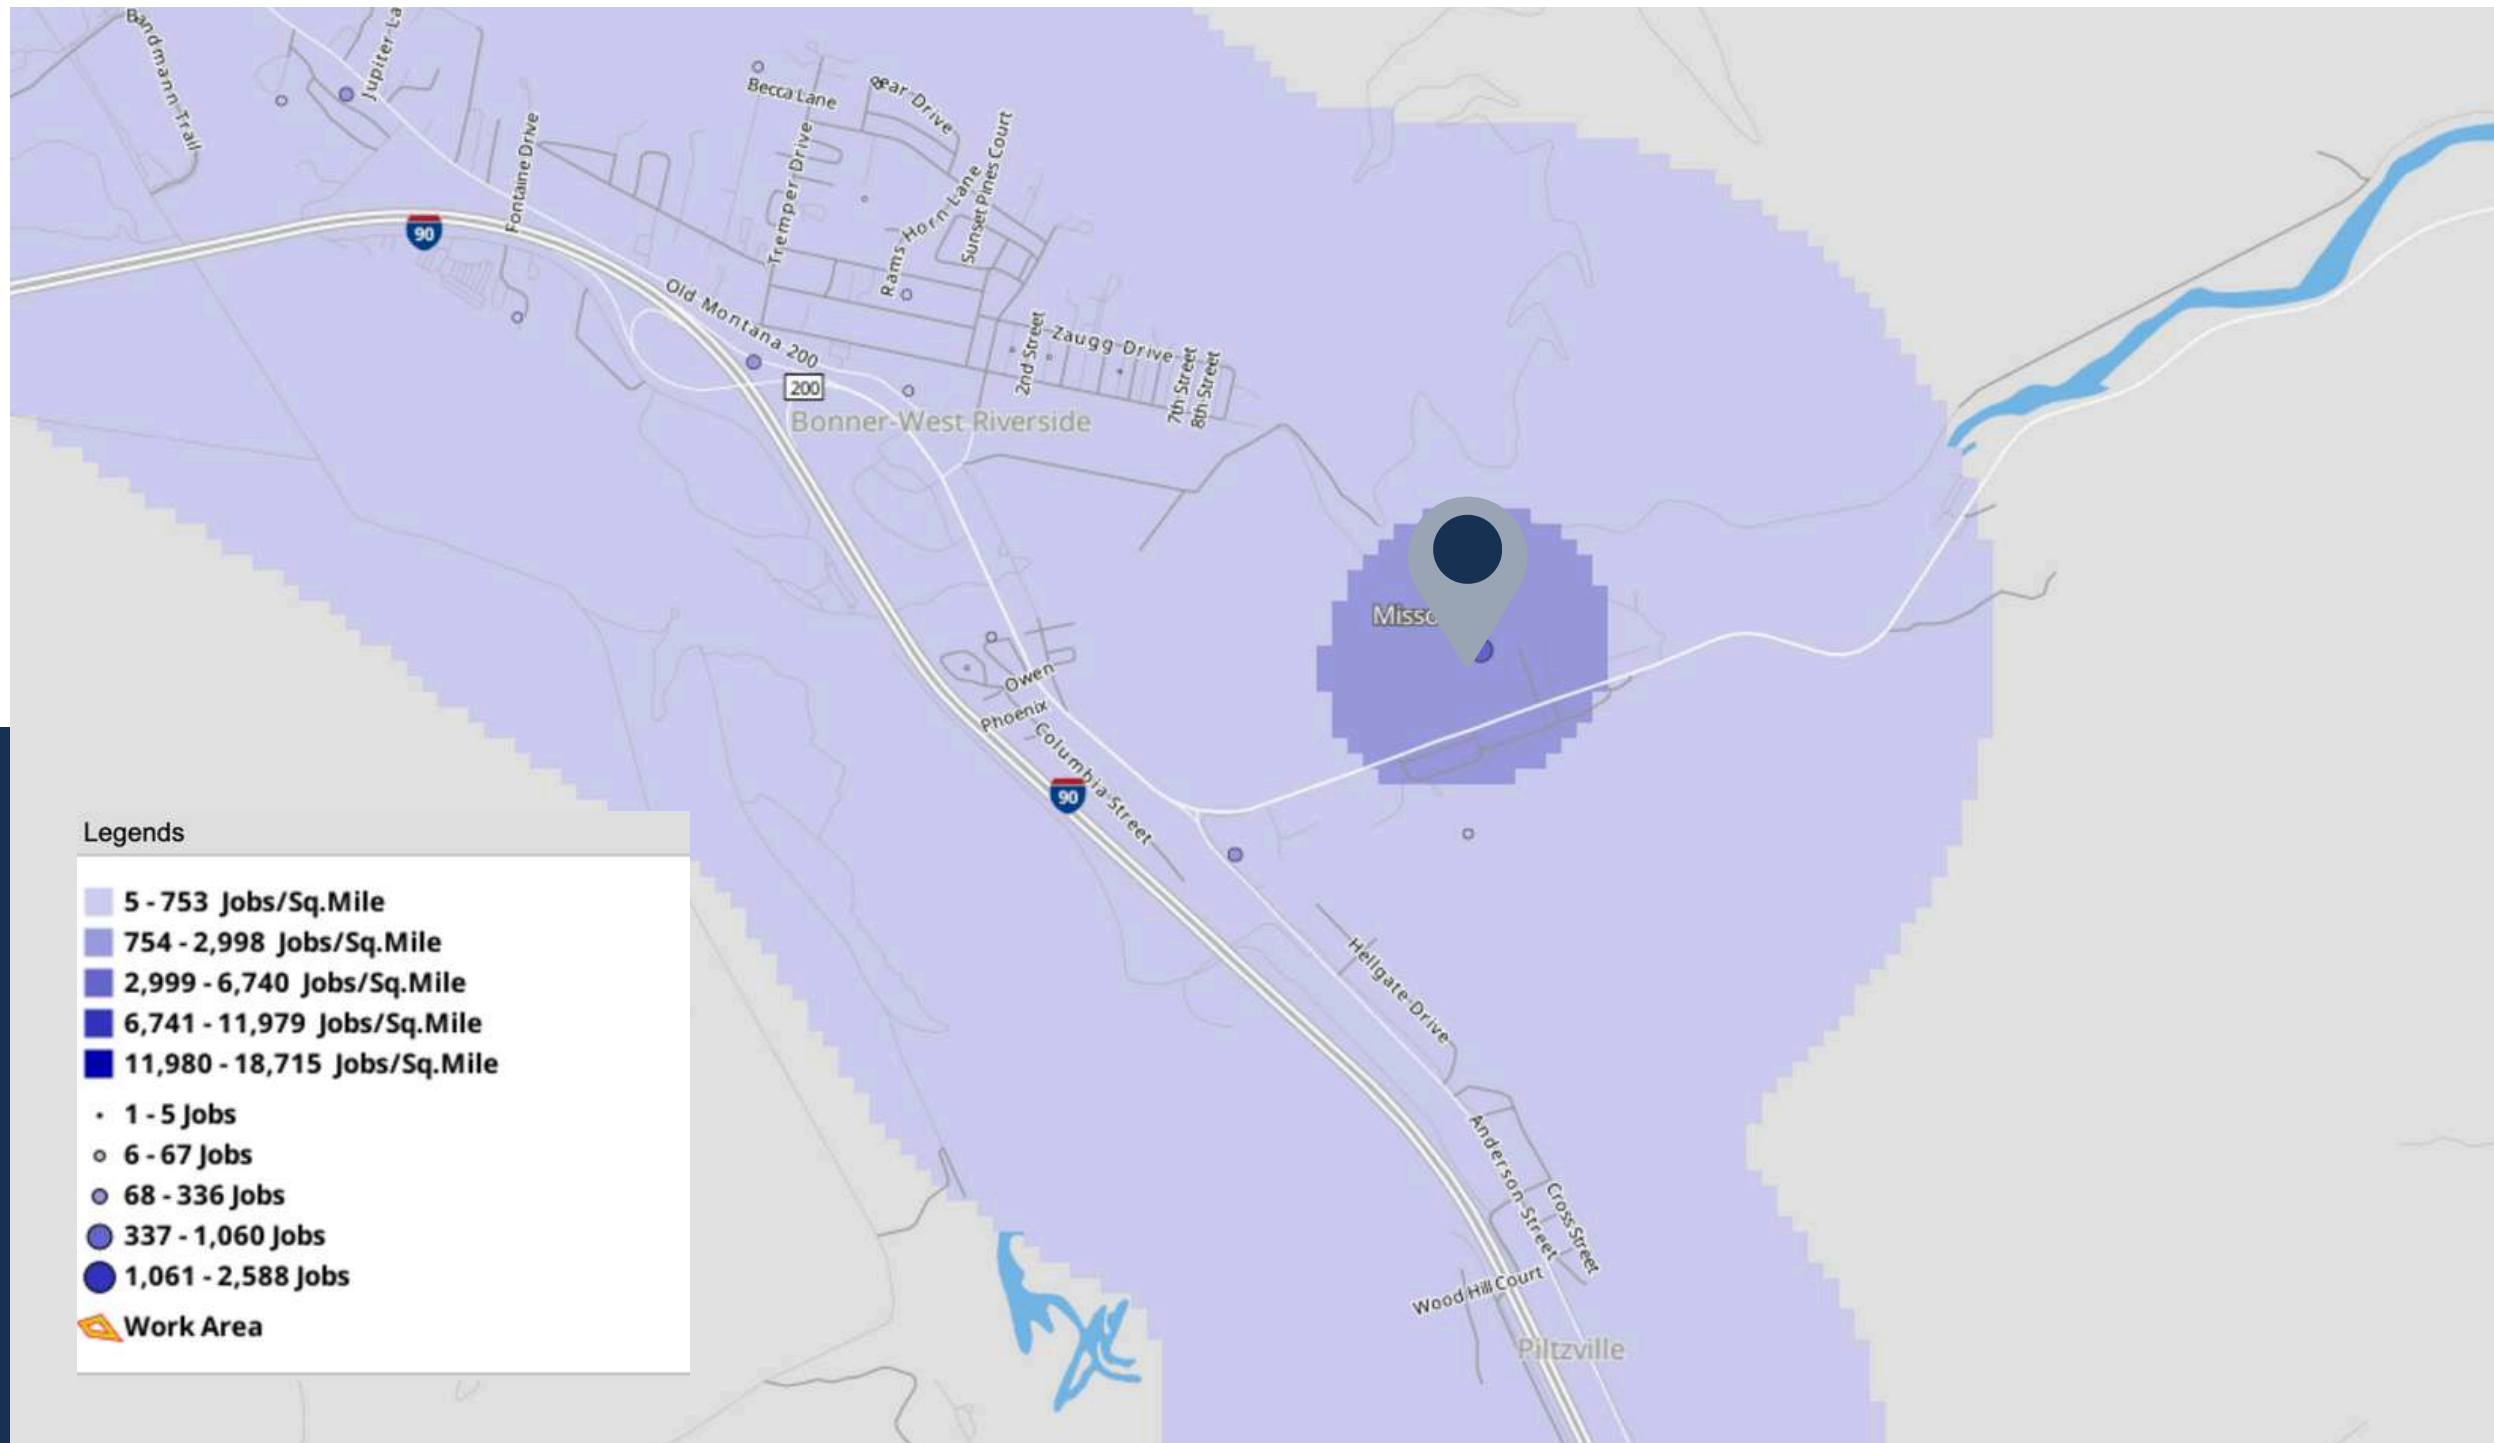 Bandmann Trail
Jupiter La
Becca Lane
ear Drive
Fontaine Drive
Tremper Drive
Rams Horn Lane
Sunset Pines Court
90
Old Montana 200
200
2nd Street
Zaugg Drive
7th Street
8th Street
Bonner-West Riverside
Misso
Owen
Phoenix
Columbia Street
90
Hellgate Drive
Anderson Street
Cross Street
Wood Hill Court
Piltzville
Legends
5 - 753 Jobs/Sq.Mile
754 - 2,998 Jobs/Sq.Mile
2,999 - 6,740 Jobs/Sq.Mile
6,741 - 11,979 Jobs/Sq.Mile
11,980 - 18,715 Jobs/Sq.Mile
1 - 5 Jobs
6 - 67 Jobs
68 - 336 Jobs
337 - 1,060 Jobs
1,061 - 2,588 Jobs
Work Area